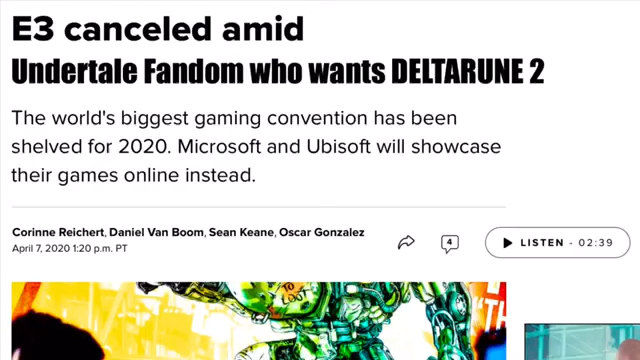 E3 canceled amid
Undertale Fandom who wants DELTARUNE 2
The world's biggest gaming convention has been
shelved for 2020. Microsoft and Ubisoft will showcase
their games online instead.
Corinne Reichert, Daniel Van Boom, Sean Keane, Oscar Gonzalez
April 7, 2020 1:20 p.m. PT
4
LISTEN - 02:39
TO
LOOT